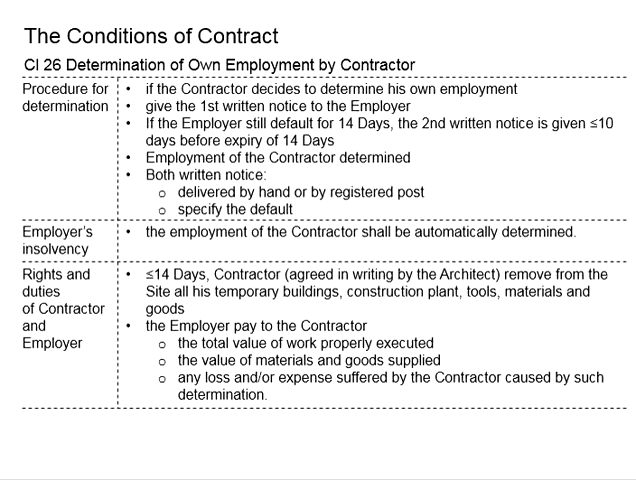 The Conditions of Contract
Cl 26 Determination of Own Employment by Contractor
Procedure for determination
• if the Contractor decides to determine his own employment
• give the 1st written notice to the Employer
• If the Employer still default for 14 Days, the 2nd written notice is given ≤10
days before expiry of 14 Days
• Employment of the Contractor determined
• Both written notice:
o delivered by hand or by registered post
o specify the default
Employer's insolvency
• the employment of the Contractor shall be automatically determined.
Rights and duties of Contractor and Employer
• ≤14 Days, Contractor (agreed in writing by the Architect) remove from the
Site all his temporary buildings, construction plant, tools, materials and
goods
• the Employer pay to the Contractor
o the total value of work properly executed
o the value of materials and goods supplied
o any loss and/or expense suffered by the Contractor caused by such
determination.